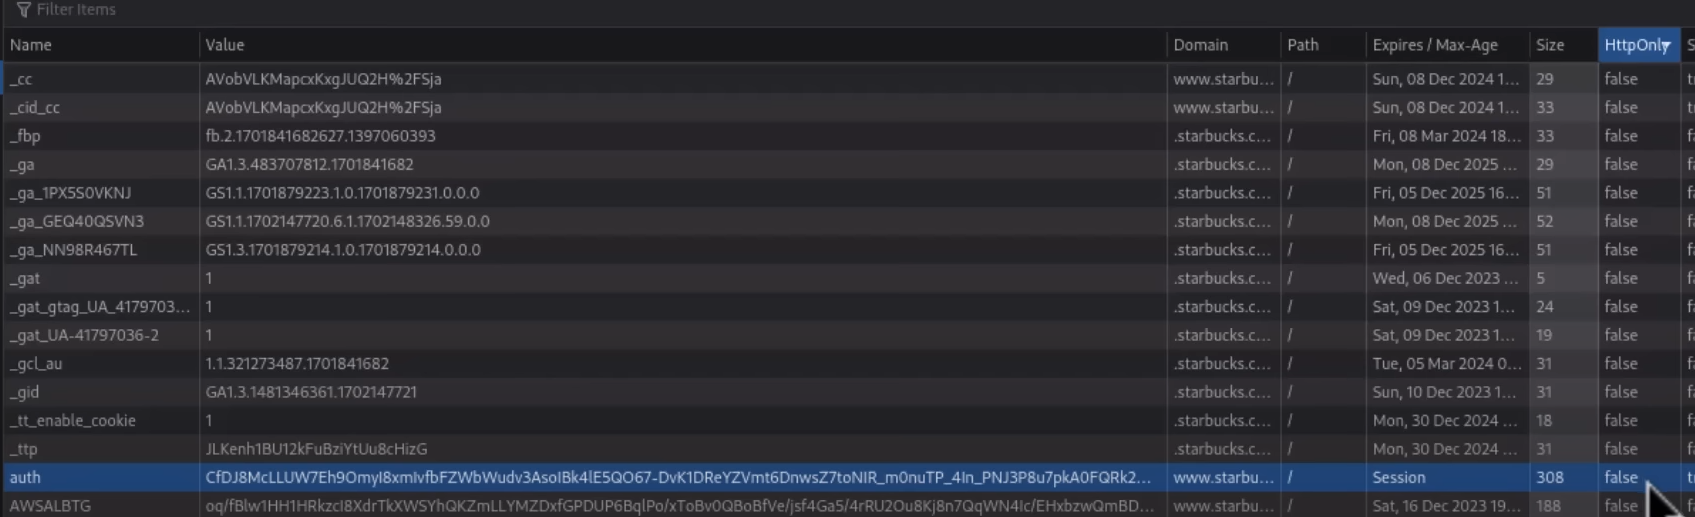 Filter Items
Name Value Domain Path Expires / Max-Age Size HttpOnly S
_cc AVobVLKMapcxKxgJUQ2H%2FSja www.starbu... / Sun, 08 Dec 2024 1... 29 false t
_cid_cc AVobVLKMapcxKxgJUQ2H%2FSja www.starbu... / Sun, 08 Dec 2024 1... 33 false t
_fbp fb.2.1701841682627.1397060393 .starbucks.c... / Fri, 08 Mar 2024 18... 33 false f
_ga GA1.3.483707812.1701841682 .starbucks.c... / Mon, 08 Dec 2025 ... 29 false f
_ga_1PX5S0VKNJ GS1.1.1701879223.1.0.1701879231.0.0.0 .starbucks.c... / Fri, 05 Dec 2025 16... 51 false f
_ga_GEQ40QSVN3 GS1.1.1702147720.6.1.1702148326.59.0.0 .starbucks.c... / Mon, 08 Dec 2025 ... 52 false f
_ga_NN98R467TL GS1.3.1701879214.1.0.1701879214.0.0.0 .starbucks.c... / Fri, 05 Dec 2025 16... 51 false f
_gat 1 .starbucks.c... / Wed, 06 Dec 2023 ... 5 false f
_gat_gtag_UA_4179703... 1 .starbucks.c... / Sat, 09 Dec 2023 1... 24 false f
_gat_UA-41797036-2 1 .starbucks.c... / Sat, 09 Dec 2023 1... 19 false f
_gcl_au 1.1.321273487.1701841682 .starbucks.c... / Tue, 05 Mar 2024 0... 31 false f
_gid GA1.3.1481346361.1702147721 .starbucks.c... / Sun, 10 Dec 2023 1... 31 false f
_tt_enable_cookie 1 .starbucks.c... / Mon, 30 Dec 2024 ... 18 false f
_ttp JLKenh1BU12kFuBziYtUu8cHizG .starbucks.c... / Mon, 30 Dec 2024 ... 31 false f
auth www.starbu... / Session 308 false t
AWSALBTG .starbucks.c... / Sat, 16 Dec 2023 19... 188 false f